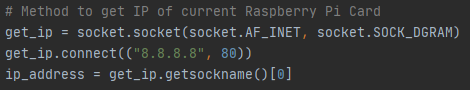 # Method to get IP of current Raspberry Pi Card
get_ip = socket.socket(socket.AF_INET, socket.SOCK_DGRAM)
get_ip.connect(("8.8.8.8", 80))
ip_address = get_ip.getsockname()[0]